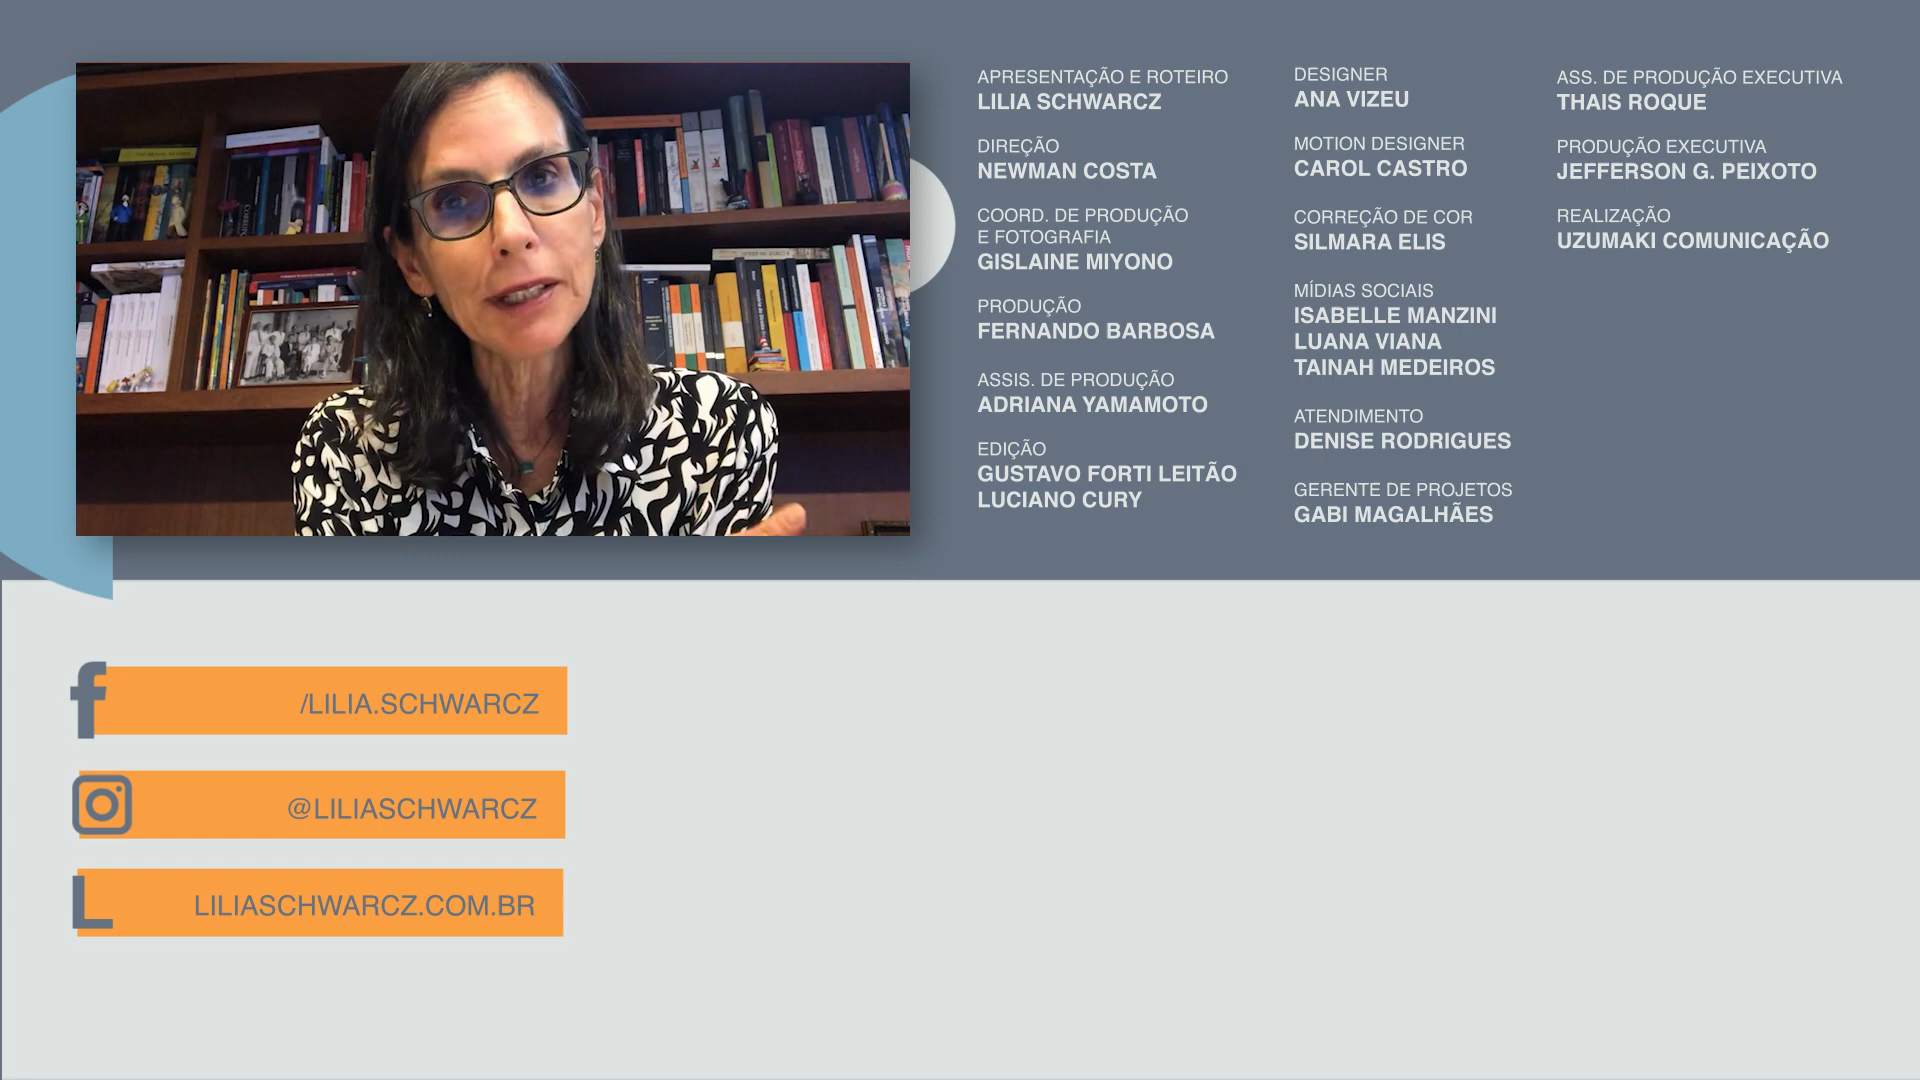 APRESENTAÇÃO E ROTEIRO
LILIA SCHWARCZ
DIREÇÃO
NEWMAN COSTA
COORD. DE PRODUÇÃO
E FOTOGRAFIA
GISLAINE MIYONO
PRODUÇÃO
FERNANDO BARBOSA
ASSIS. DE PRODUÇÃO
ADRIANA YAMAMOTO
EDIÇÃO
GUSTAVO FORTI LEITÃO
LUCIANO CURY
DESIGNER
ANA VIZEU
MOTION DESIGNER
CAROL CASTRO
CORREÇÃO DE COR
SILMARA ELIS
MÍDIAS SOCIAIS
ISABELLE MANZINI
LUANA VIANA
TAINAH MEDEIROS
ATENDIMENTO
DENISE RODRIGUES
GERENTE DE PROJETOS
GABI MAGALHÃES
ASS. DE PRODUÇÃO EXECUTIVA
THAIS ROQUE
PRODUÇÃO EXECUTIVA
JEFFERSON G. PEIXOTO
REALIZAÇÃO
UZUMAKI COMUNICAÇÃO
f /LILIA.SCHWARCZ
@LILIASCHWARCZ
L LILIASCHWARCZ.COM.BR